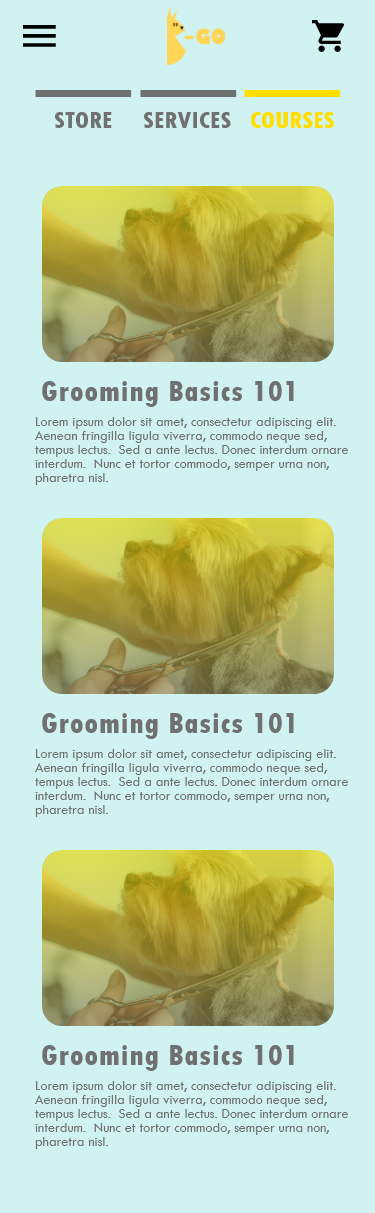 -GO
STORE SERVICES COURSES
Grooming Basics 101
Lorem ipsum dolor sit amet, consectetur adipiscing elit.
Aenean fringilla ligula viverra, commodo neque sed,
tempus lectus.  Sed a ante lectus. Donec interdum ornare
interdum.  Nunc et tortor commodo, semper urna non,
pharetra nisl.
Grooming Basics 101
Lorem ipsum dolor sit amet, consectetur adipiscing elit.
Aenean fringilla ligula viverra, commodo neque sed,
tempus lectus.  Sed a ante lectus. Donec interdum ornare
interdum.  Nunc et tortor commodo, semper urna non,
pharetra nisl.
Grooming Basics 101
Lorem ipsum dolor sit amet, consectetur adipiscing elit.
Aenean fringilla ligula viverra, commodo neque sed,
tempus lectus.  Sed a ante lectus. Donec interdum ornare
interdum.  Nunc et tortor commodo, semper urna non,
pharetra nisl.